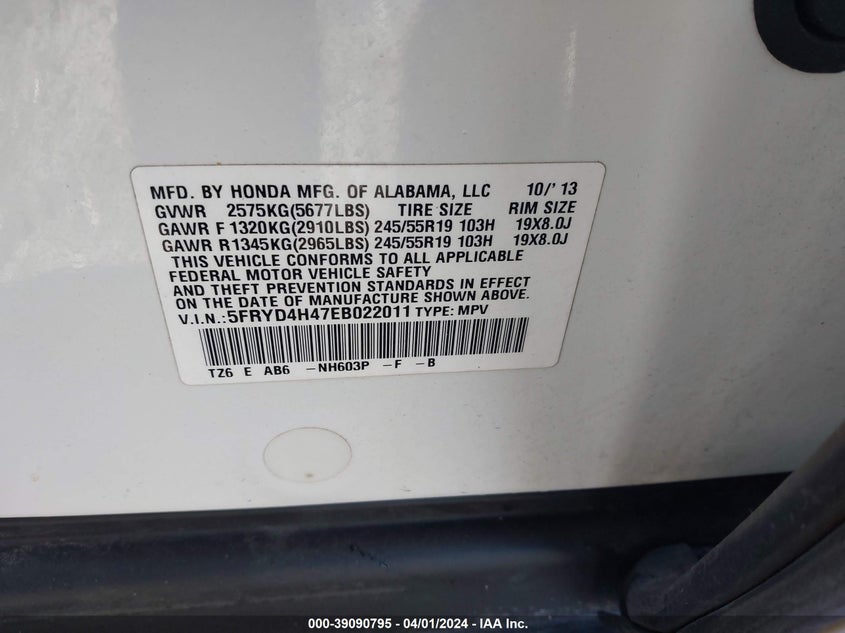 MFD. BY HONDA MFG. OF ALABAMA, LLC 10/'13
GVWR 2575KG(5677LBS) TIRE SIZE RIM SIZE
GAWR F 1320KG(2910LBS) 245/55R19 103H 19X8.0J
GAWR R 1345KG(2965LBS) 245/55R19 103H 19X8.0J
THIS VEHICLE CONFORMS TO ALL APPLICABLE
FEDERAL MOTOR VEHICLE SAFETY
AND THEFT PREVENTION STANDARDS IN EFFECT
ON THE DATE OF MANUFACTURE SHOWN ABOVE.
V.I.N.:5FRYD4H47EB022011 TYPE: MPV
TZ6 E AB6 -NH603P -F -B
000-39090795 - 04/01/2024 - IAA Inc.